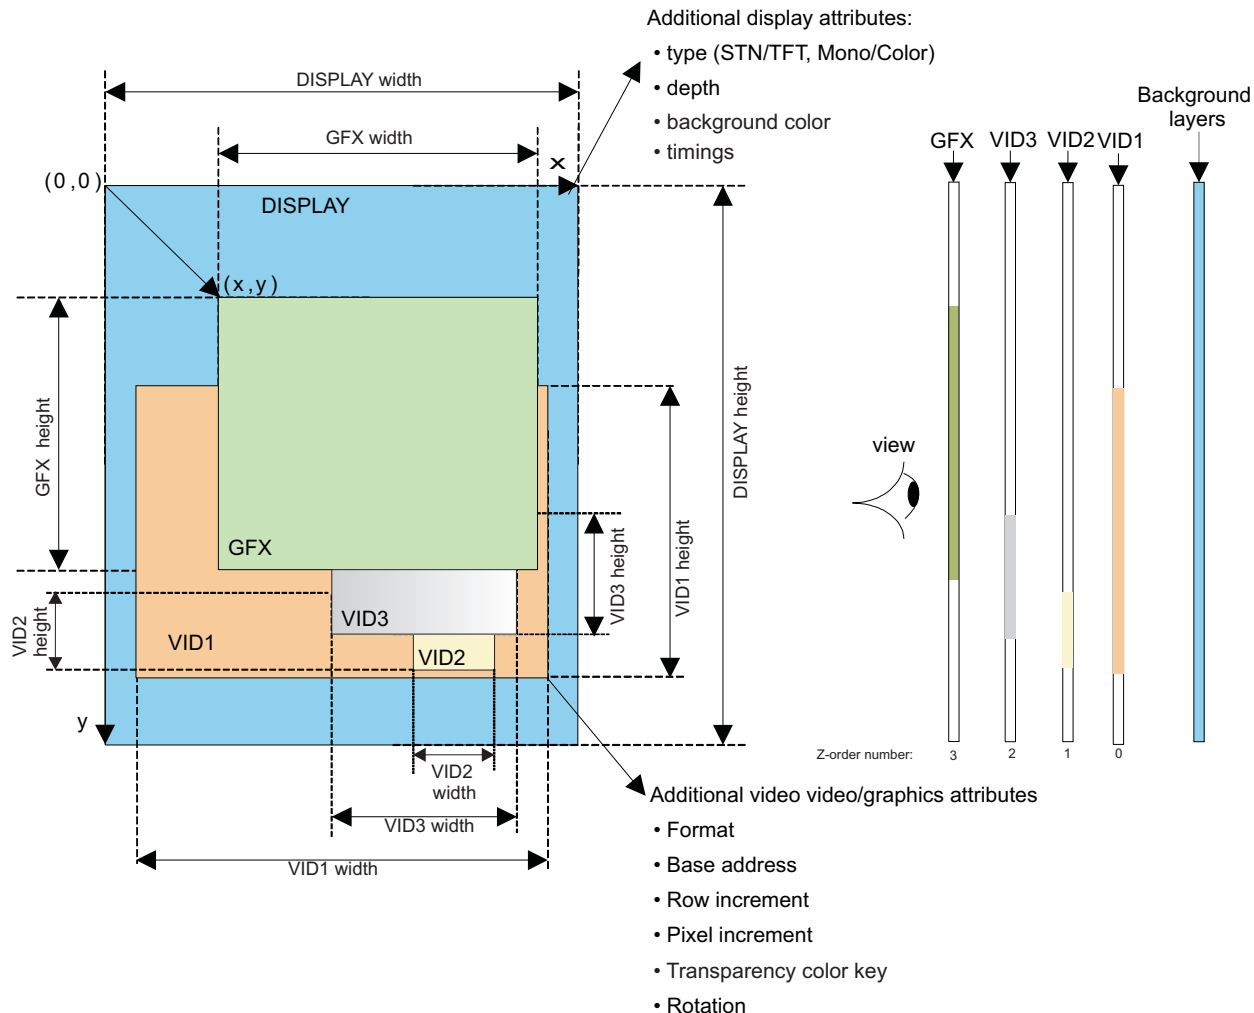 Additional display attributes:
• type (STN/TFT, Mono/Color)
• depth
• background color
• timings
DISPLAY width
GFX width
x
(0,0)
DISPLAY
(x,y)
GFX height
GFX
VID3
VID1
VID2
VID2 height
VID3 height
VID1 height
DISPLAY height
y
VID2
width
VID3 width
VID1 width
Additional video video/graphics attributes
• Format
• Base address
• Row increment
• Pixel increment
• Transparency color key
• Rotation
Background
layers
GFX VID3 VID2 VID1
view
Z-order number: 3 2 1 0